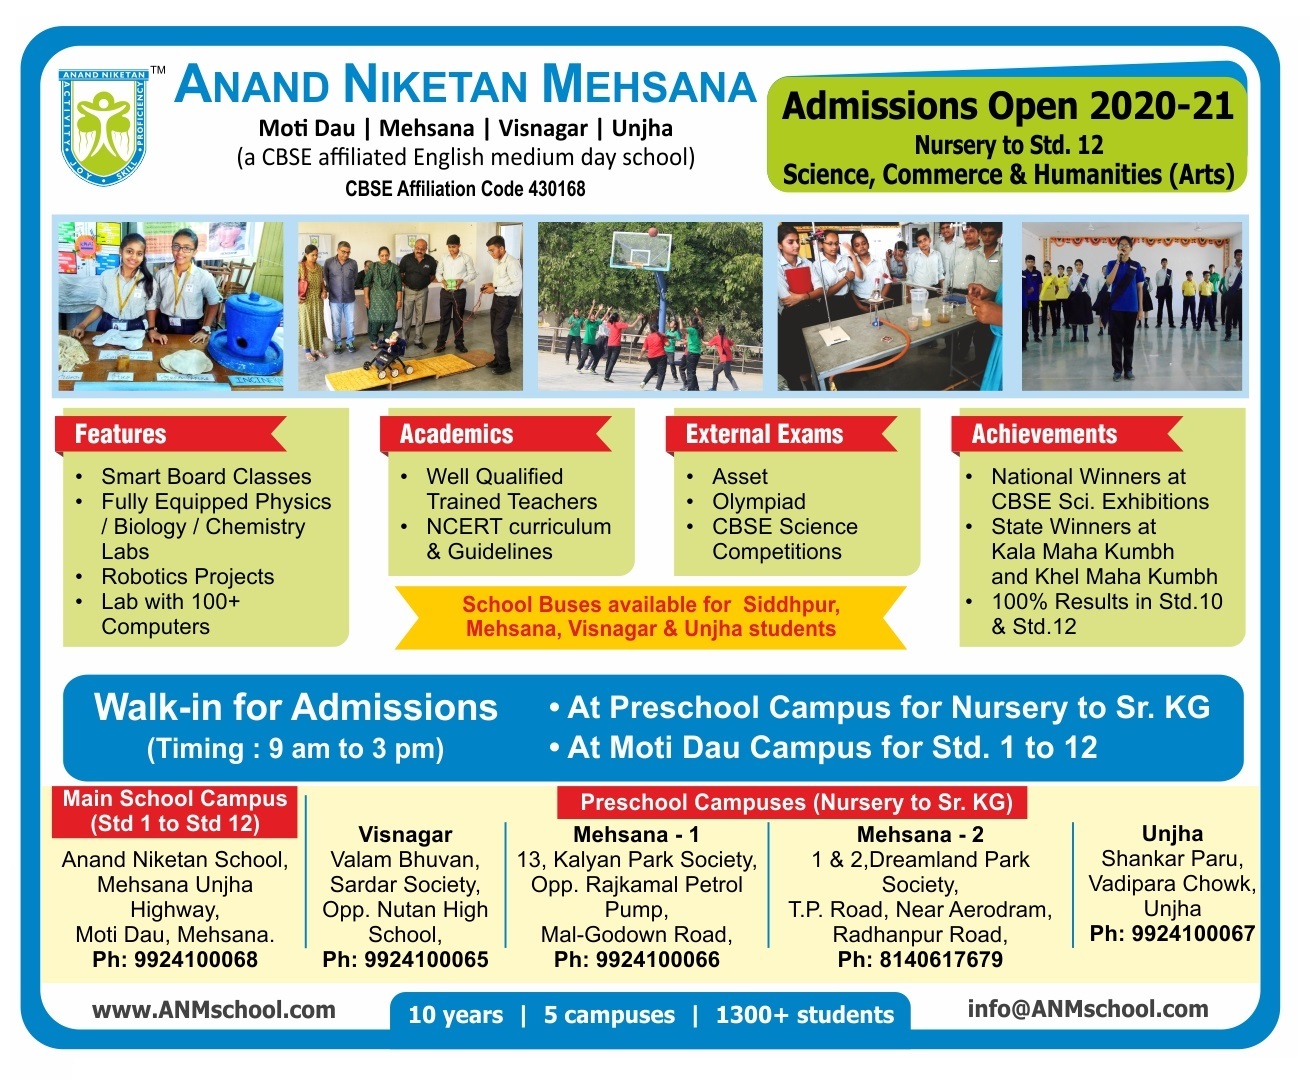 ANAND NIKETAN
ACTIVITY · JOY · SKILL · PROFICIENCY
TM
ANAND NIKETAN MEHSANA
Moti Dau | Mehsana | Visnagar | Unjha
(a CBSE affiliated English medium day school)
CBSE Affiliation Code 430168
Admissions Open 2020-21
Nursery to Std. 12
Science, Commerce & Humanities (Arts)
Features
• Smart Board Classes
• Fully Equipped Physics
/ Biology / Chemistry
Labs
• Robotics Projects
• Lab with 100+
Computers
Academics
• Well Qualified
Trained Teachers
• NCERT curriculum
& Guidelines
External Exams
• Asset
• Olympiad
• CBSE Science
Competitions
Achievements
• National Winners at
CBSE Sci. Exhibitions
• State Winners at
Kala Maha Kumbh
and Khel Maha Kumbh
• 100% Results in Std.10
& Std.12
School Buses available for Siddhpur,
Mehsana, Visnagar & Unjha students
Walk-in for Admissions
(Timing : 9 am to 3 pm)
• At Preschool Campus for Nursery to Sr. KG
• At Moti Dau Campus for Std. 1 to 12
Main School Campus
(Std 1 to Std 12)
Anand Niketan School,
Mehsana Unjha
Highway,
Moti Dau, Mehsana.
Ph: 9924100068
Preschool Campuses (Nursery to Sr. KG)
Visnagar
Valam Bhuvan,
Sardar Society,
Opp. Nutan High
School,
Ph: 9924100065
Mehsana - 1
13, Kalyan Park Society,
Opp. Rajkamal Petrol
Pump,
Mal-Godown Road,
Ph: 9924100066
Mehsana - 2
1 & 2,Dreamland Park
Society,
T.P. Road, Near Aerodram,
Radhanpur Road,
Ph: 8140617679
Unjha
Shankar Paru,
Vadipara Chowk,
Unjha
Ph: 9924100067
www.ANMschool.com
10 years | 5 campuses | 1300+ students
info@ANMschool.com